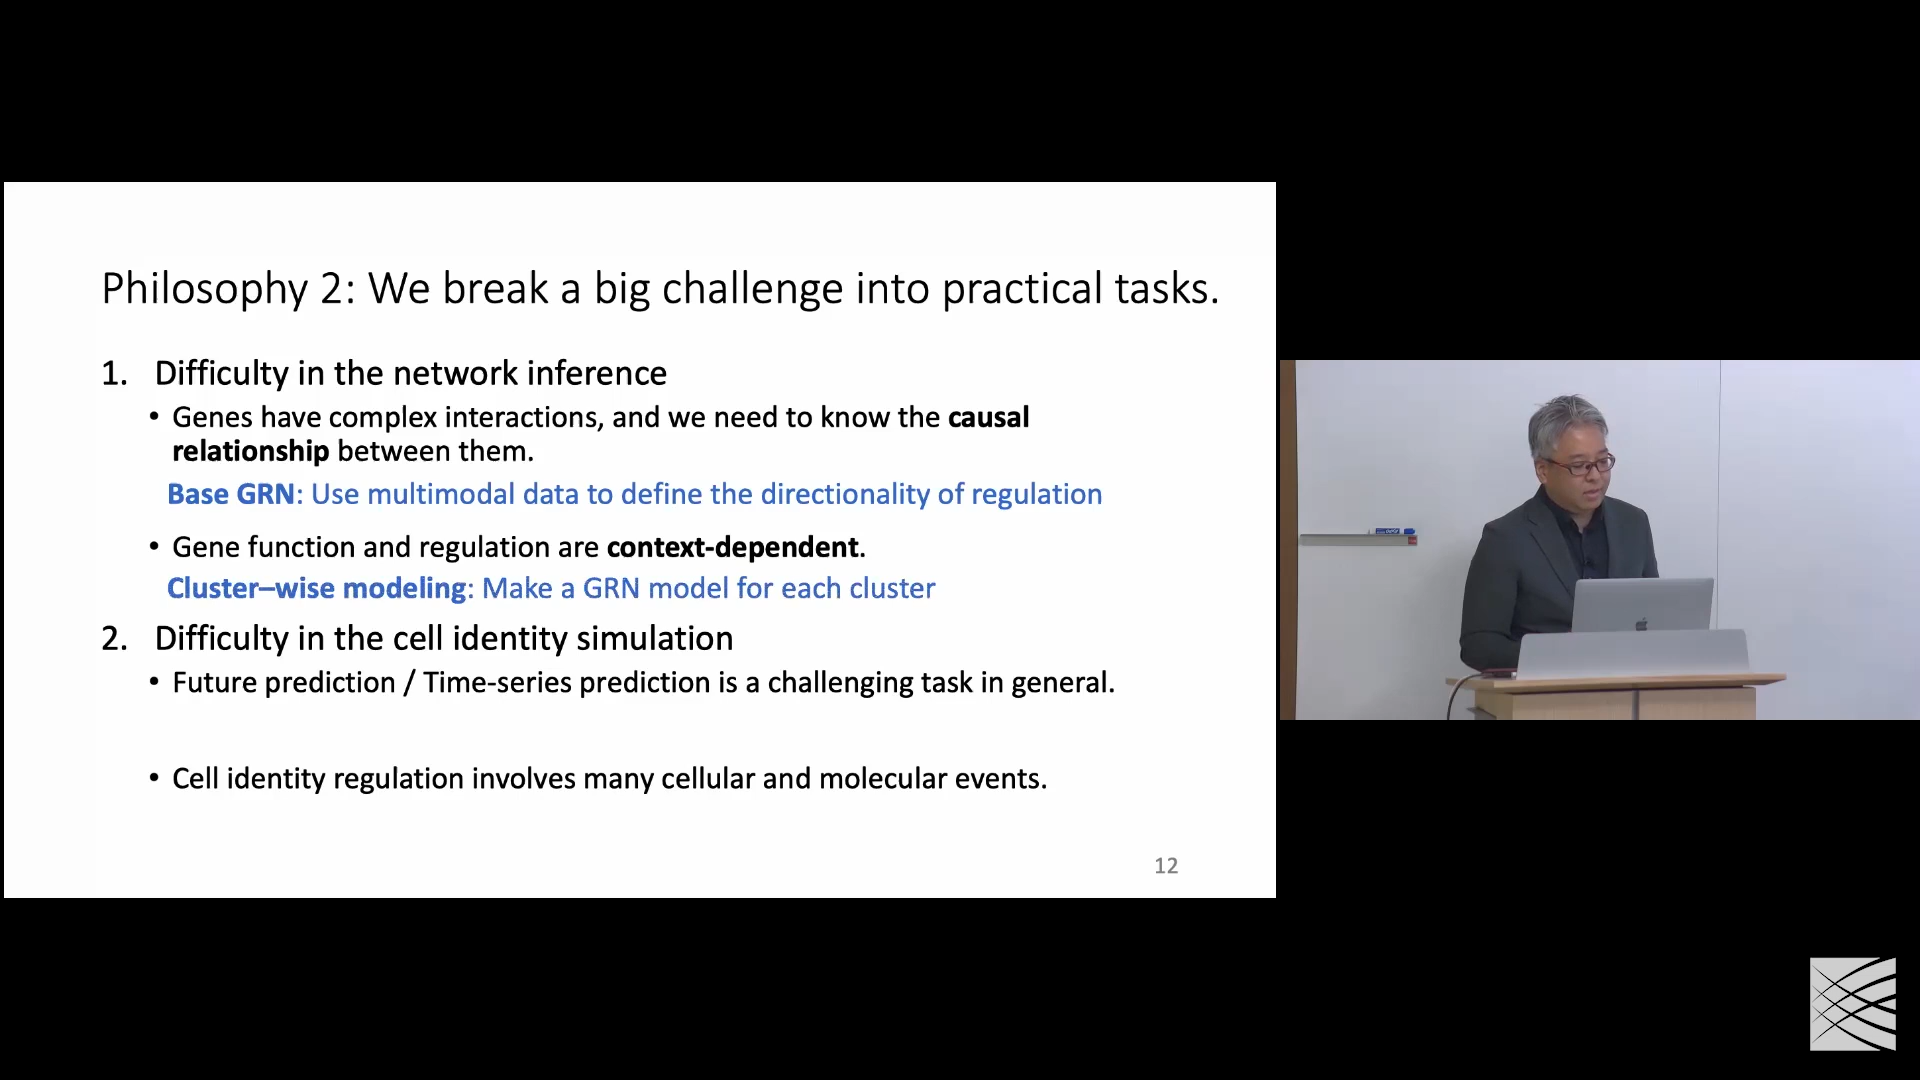 Philosophy 2: We break a big challenge into practical tasks.
1. Difficulty in the network inference
• Genes have complex interactions, and we need to know the causal
relationship between them.
Base GRN: Use multimodal data to define the directionality of regulation
• Gene function and regulation are context-dependent.
Cluster–wise modeling: Make a GRN model for each cluster
2. Difficulty in the cell identity simulation
• Future prediction / Time-series prediction is a challenging task in general.
• Cell identity regulation involves many cellular and molecular events.
12